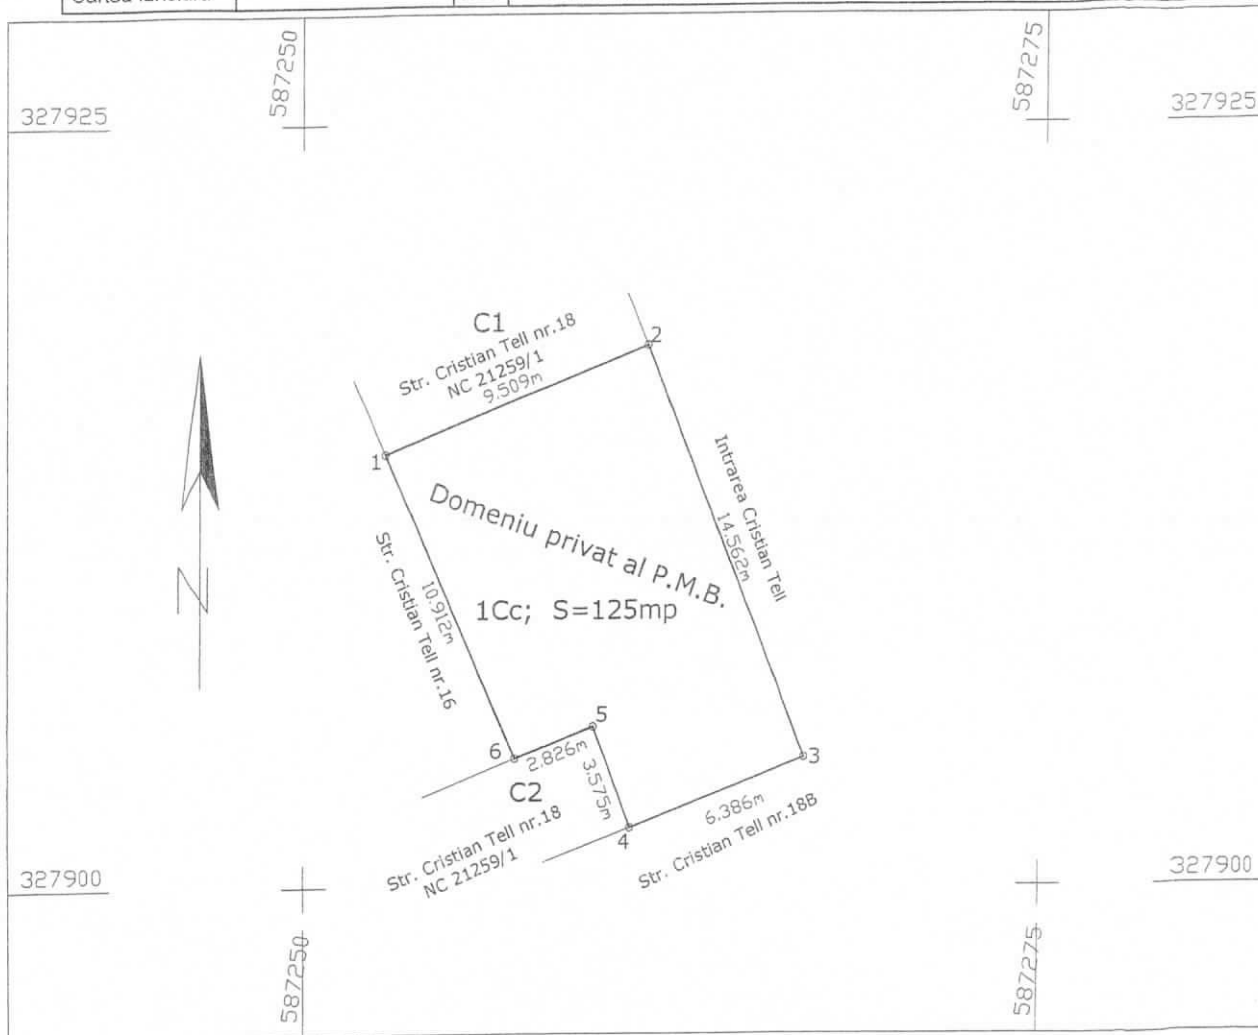 587250
587275
327925
327925
C1
Str. Cristian Tell nr.18
NC 21259/1
9.509m
2
1
Intrarea Cristian Tell
14.562m
Domeniu privat al P.M.B.
1Cc; S=125mp
Str. Cristian Tell nr.16
10.912m
N
5
6
2.826m
3.575m
3
C2
Str. Cristian Tell nr.18
NC 21259/1
4
6.386m
Str. Cristian Tell nr.18B
327900
327900
587250
587275